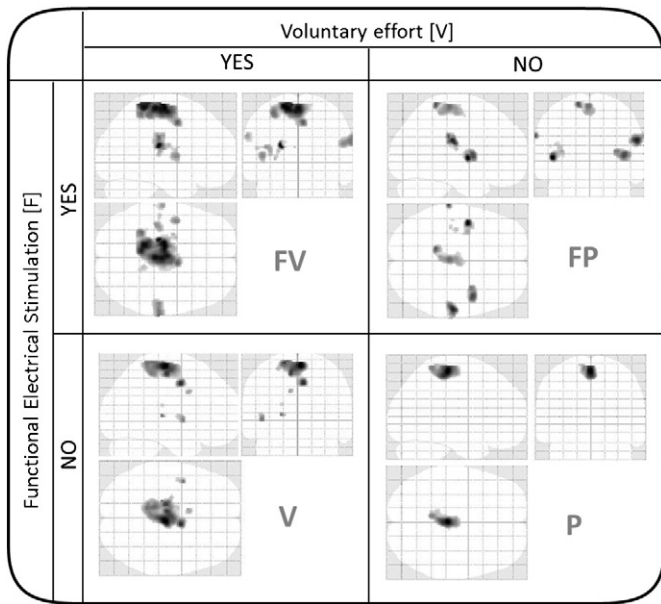 Voluntary effort [V]
YES
NO
Functional Electrical Stimulation [F]
YES
FV
FP
NO
V
P